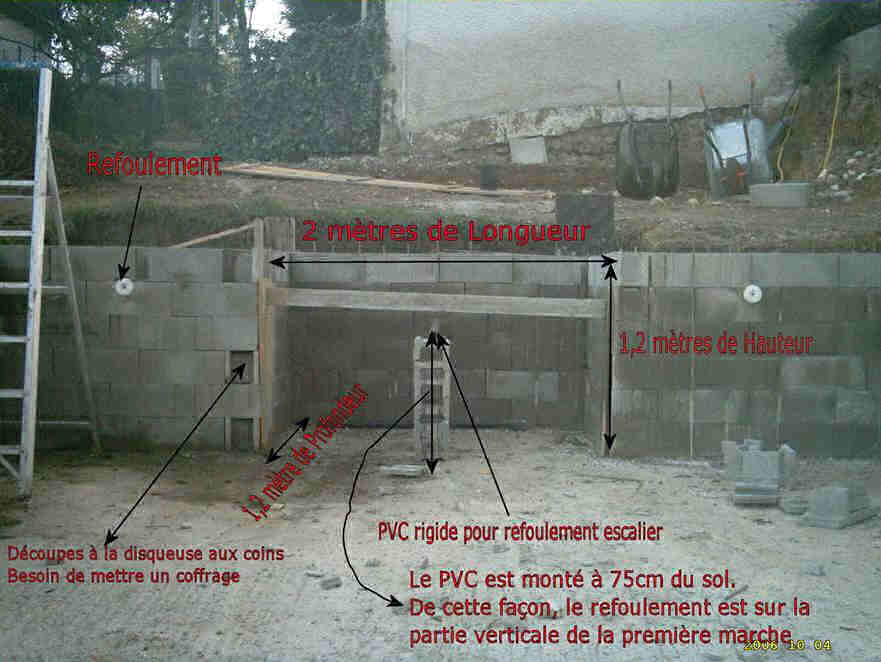 Refoulement
2 mètres de Longueur
1,2 mètres de Hauteur
1,2 mètre de Profondeur
PVC rigide pour refoulement escalier
Découpes à la disqueuse aux coins
Besoin de mettre un coffrage
Le PVC est monté à 75cm du sol.
De cette façon, le refoulement est sur la
partie verticale de la première marche
2006 10 04